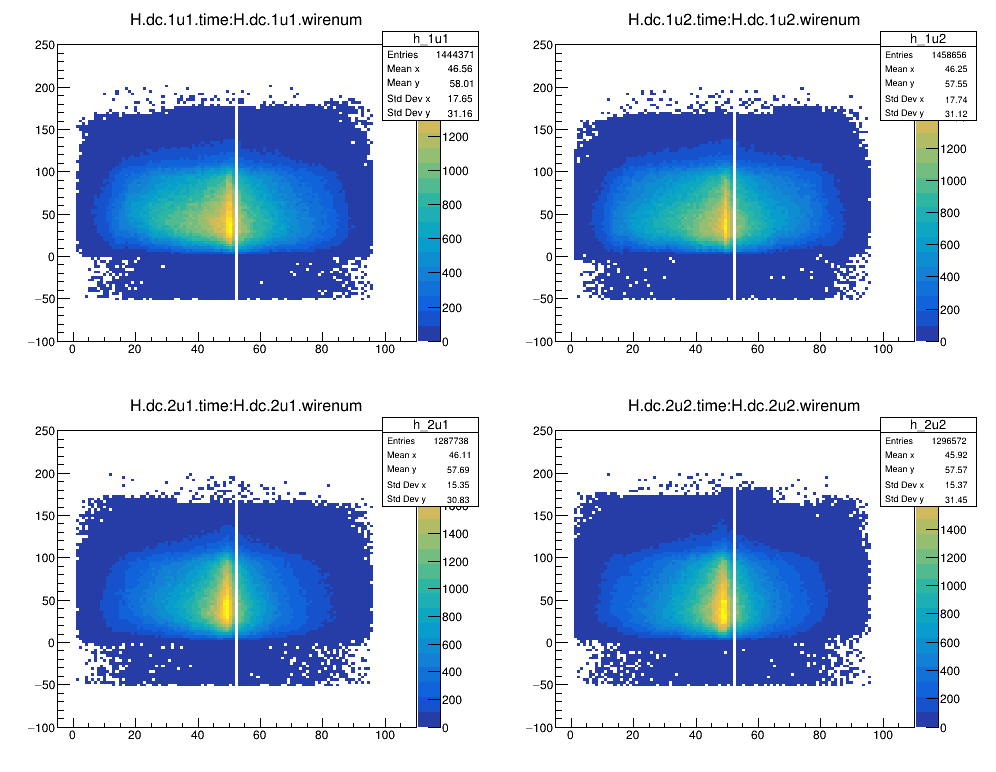 H.dc.1u1.time:H.dc.1u1.wirenum
h_1u1
Entries 1444371
Mean x 46.56
Mean y 58.01
Std Dev x 17.65
Std Dev y 31.16
250
200
150
100
50
0
−50
−100
0 20 40 60 80 100
1200
1000
800
600
400
200
0
H.dc.1u2.time:H.dc.1u2.wirenum
h_1u2
Entries 1458656
Mean x 46.25
Mean y 57.55
Std Dev x 17.74
Std Dev y 31.12
250
200
150
100
50
0
−50
−100
0 20 40 60 80 100
1200
1000
800
600
400
200
0
H.dc.2u1.time:H.dc.2u1.wirenum
h_2u1
Entries 1287738
Mean x 46.11
Mean y 57.69
Std Dev x 15.35
Std Dev y 30.83
250
200
150
100
50
0
−50
−100
0 20 40 60 80 100
1600
1400
1200
1000
800
600
400
200
0
H.dc.2u2.time:H.dc.2u2.wirenum
h_2u2
Entries 1296572
Mean x 45.92
Mean y 57.57
Std Dev x 15.37
Std Dev y 31.45
250
200
150
100
50
0
−50
−100
0 20 40 60 80 100
1400
1200
1000
800
600
400
200
0